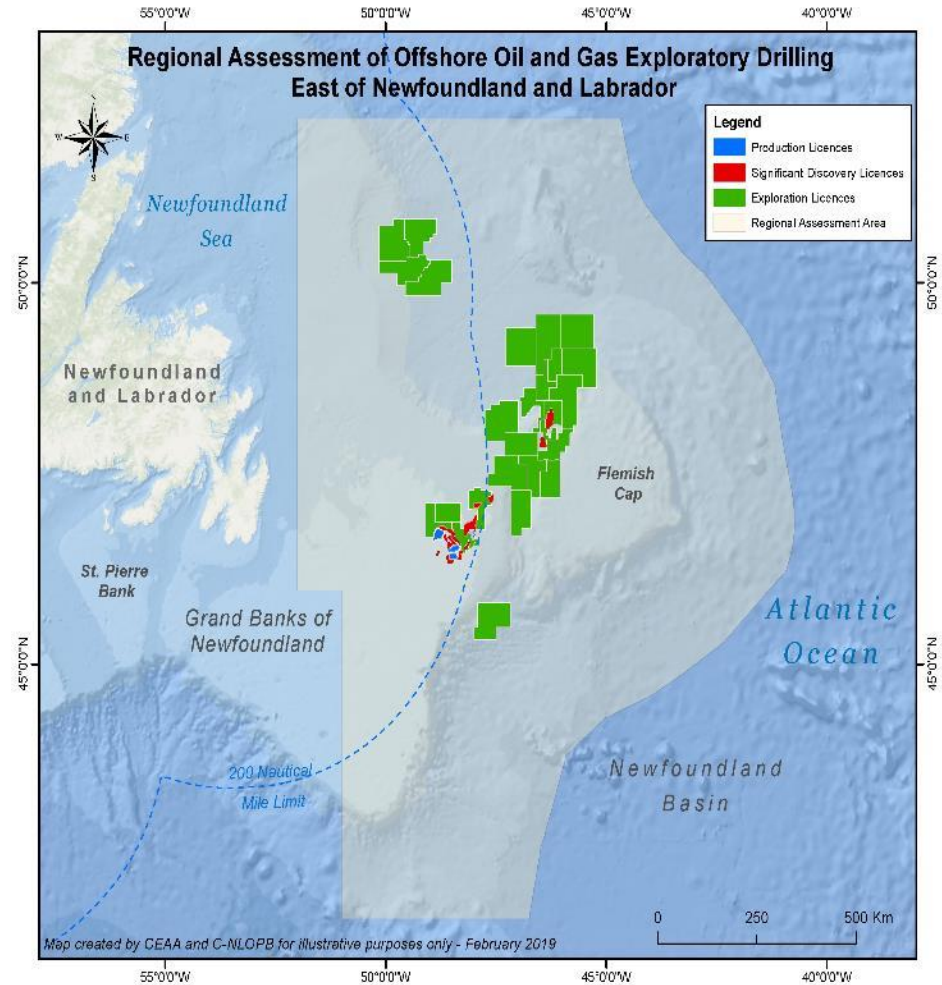 55°0'0"W 50°0'0"W 45°0'0"W 40°0'0"W
Regional Assessment of Offshore Oil and Gas Exploratory Drilling
East of Newfoundland and Labrador
N
W E
S
Legend
Production Licences
Significant Discovery Licences
Exploration Licences
Regional Assessment Area
Newfoundland
Sea
50°0'0"N 50°0'0"N
Newfoundland
and Labrador
Flemish
Cap
St. Pierre
Bank
Grand Banks of
Newfoundland
Atlantic
Ocean
45°0'0"N 45°0'0"N
200 Nautical
Mile Limit
Newfoundland
Basin
0 250 500 Km
Map created by CEAA and C-NLOPB for illustrative purposes only - February 2019
55°0'0"W 50°0'0"W 45°0'0"W 40°0'0"W